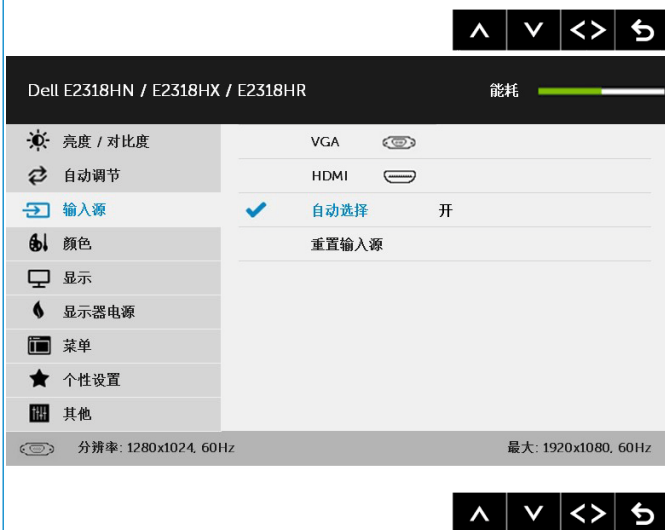 Dell E2318HN / E2318HX / E2318HR 能耗
亮度 / 对比度 VGA
自动调节 HDMI
输入源 自动选择 开
颜色 重置输入源
显示
显示器电源
菜单
个性设置
其他
分辨率: 1280x1024, 60Hz 最大: 1920x1080, 60Hz